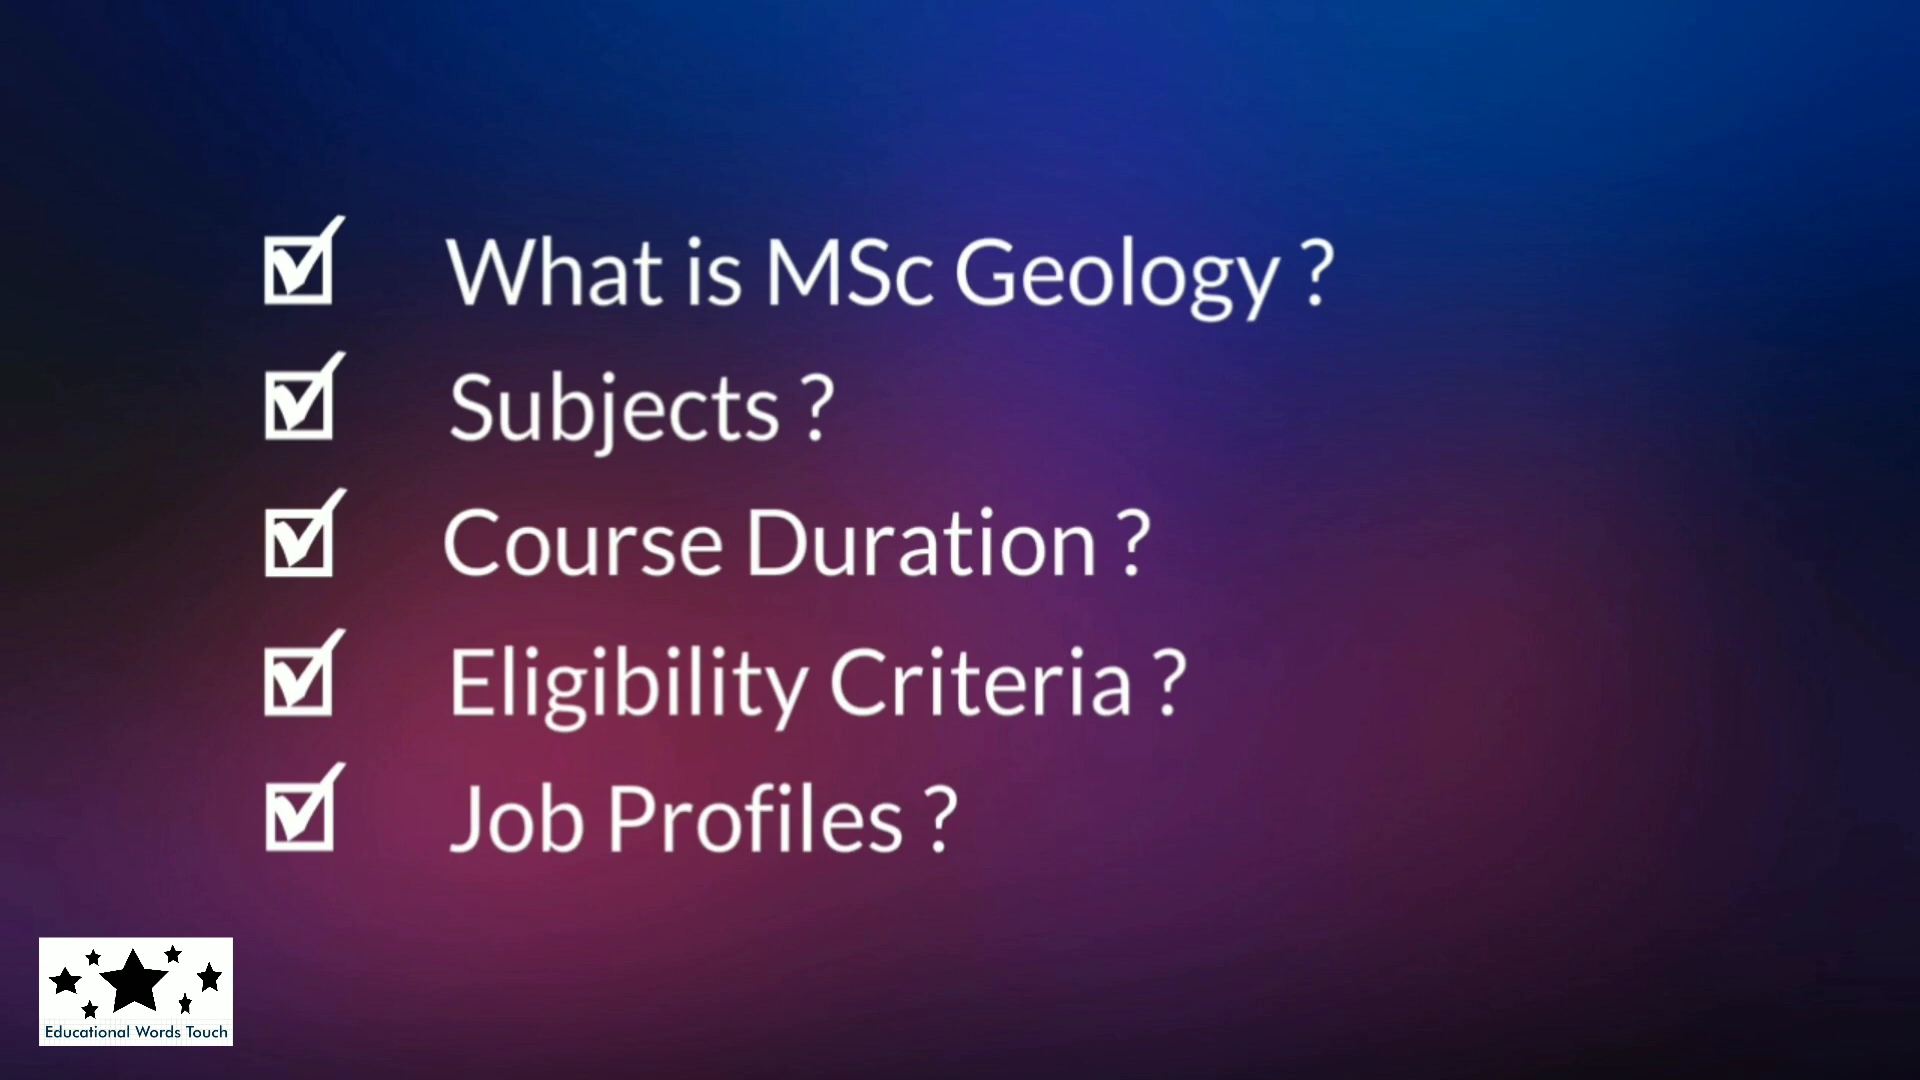 What is MSc Geology ?
Subjects ?
Course Duration ?
Eligibility Criteria ?
Job Profiles ?
Educational Words Touch